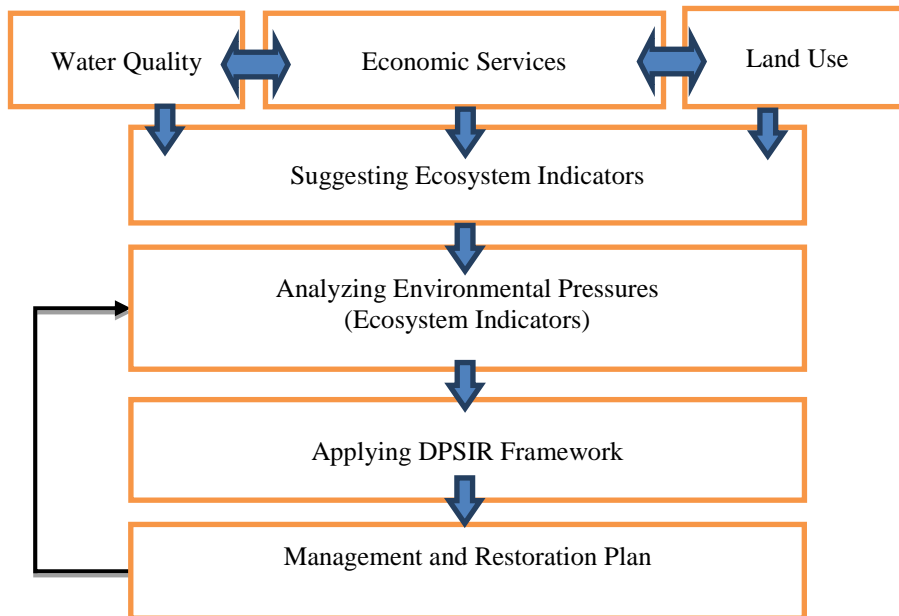 Water Quality
Economic Services
Land Use
Suggesting Ecosystem Indicators
Analyzing Environmental Pressures
(Ecosystem Indicators)
Applying DPSIR Framework
Management and Restoration Plan